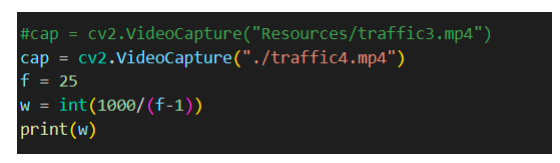 #cap = cv2.VideoCapture("Resources/traffic3.mp4")
cap = cv2.VideoCapture("./traffic4.mp4")
f = 25
w = int(1000/(f-1))
print(w)